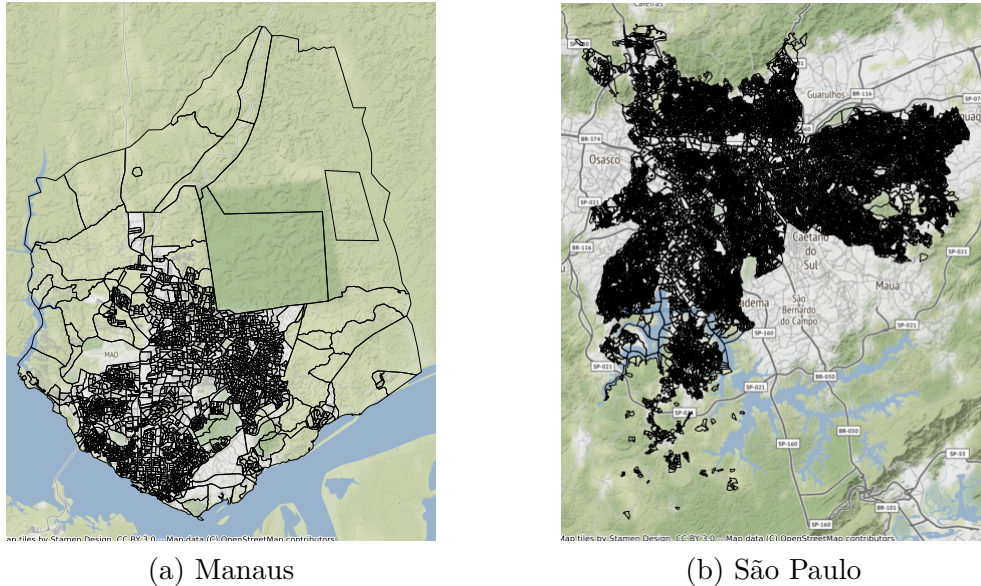 MAO
an tiles by Stamen Design, CC BY 3.0 -- Map data (C) OpenStreetMap contributors
(a) Manaus
Caieiras
Guarulhos
BR-116
SP-07
BR-374
Osasco
SP-021
BR-116
Caetano
do
Sul
Mauá
adema
São
Bernardo
do Campo
SP-160
SP-021
SP-021
SP-021
BR-050
SP-021
BR-050
SP-160
SP-55
BR-101
SP-160
Map tiles by Stamen Design, CC BY 3.0 -- Map data (C) OpenStreetMap contributors
(b) São Paulo